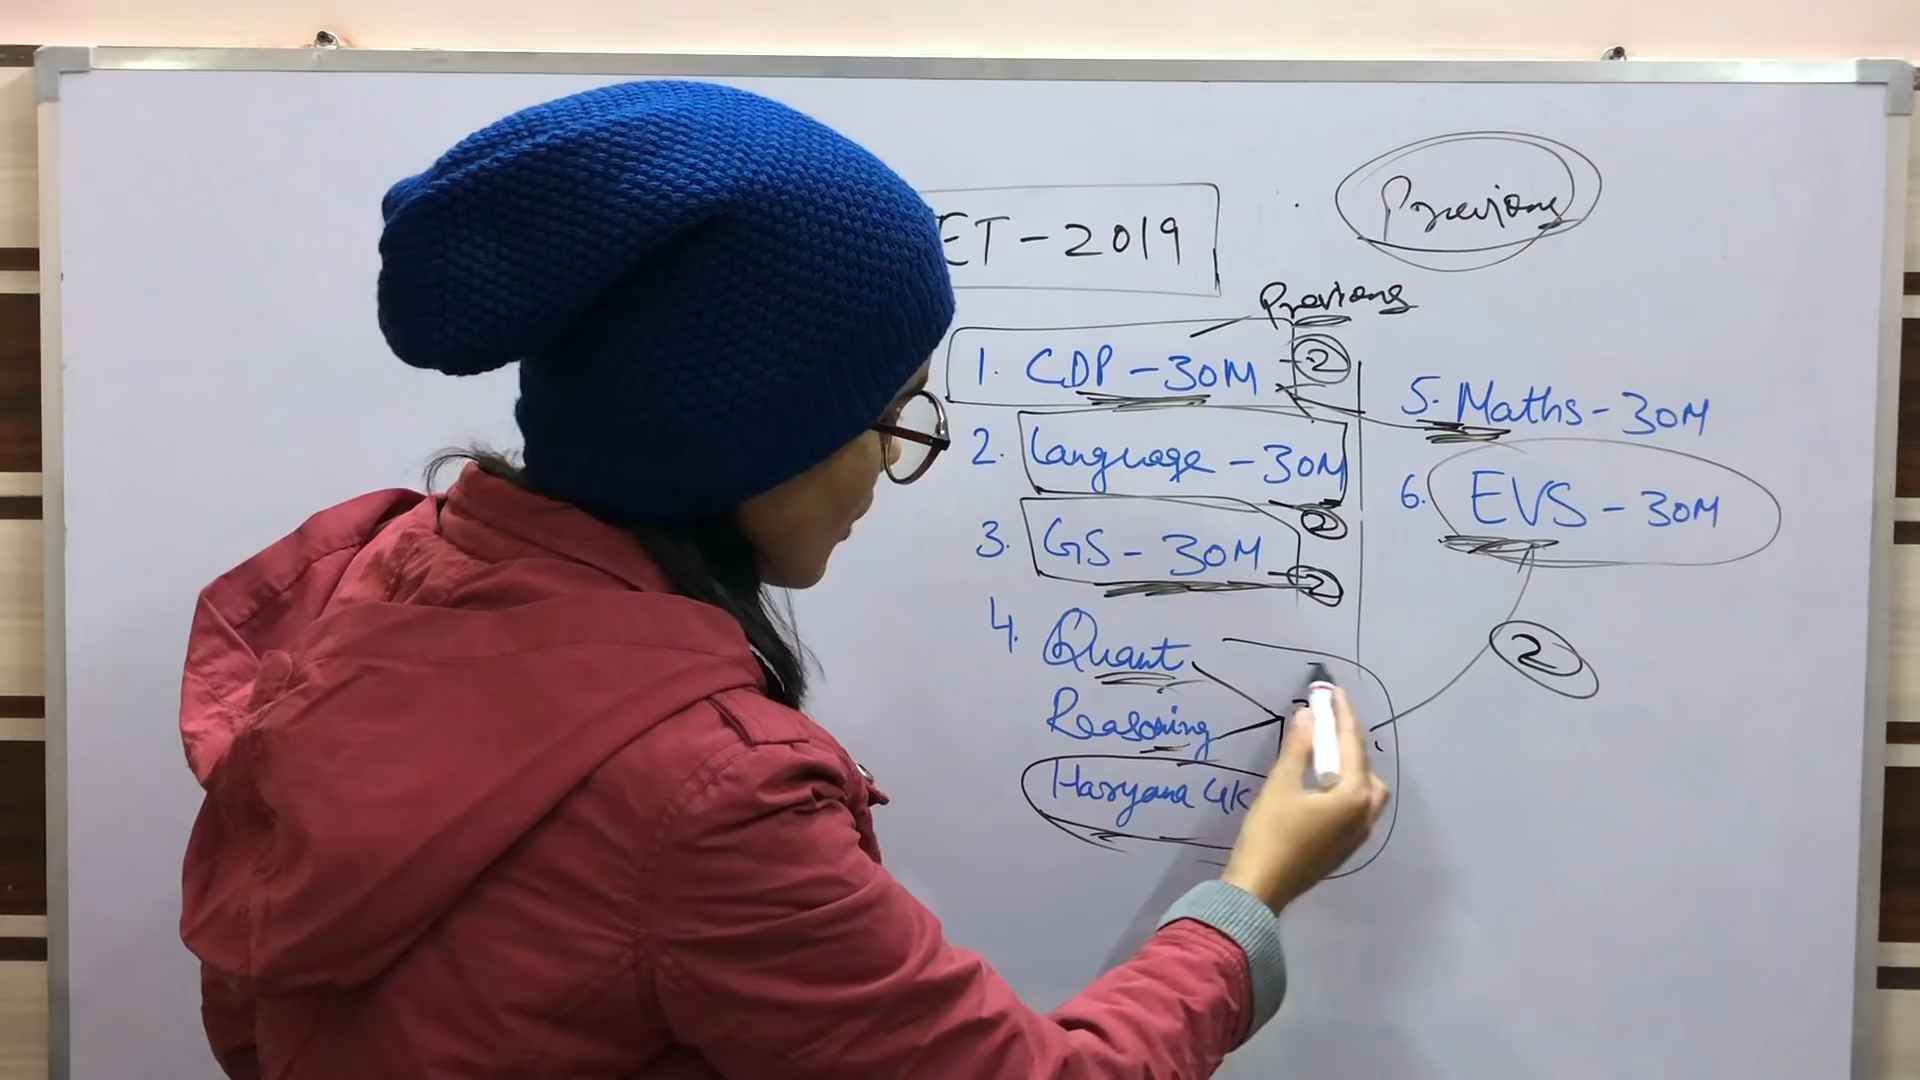 ET - 2019
Previous
Previous
1. CDP - 30M
2
2. Language - 30M
2
3. GS - 30M
2
4. Quant
Reasoning
Haryana GK
5. Maths - 30M
6. EVS - 30M
2